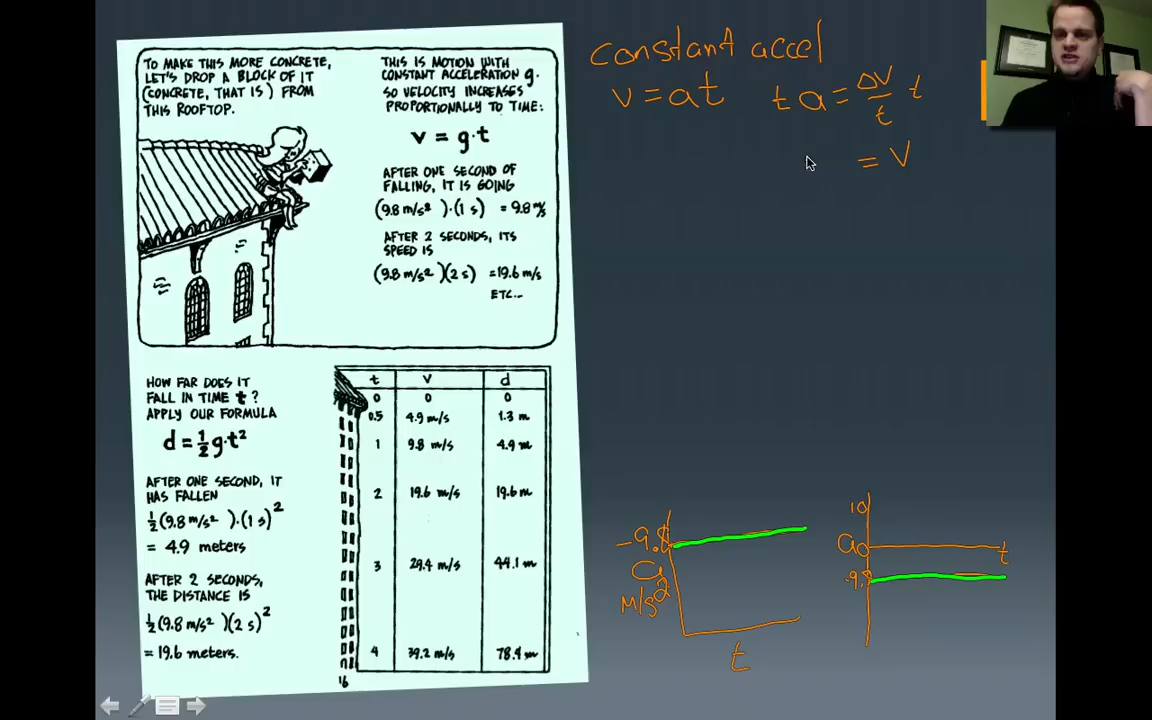 TO MAKE THIS MORE CONCRETE,
LET'S DROP A BLOCK OF IT
(CONCRETE, THAT IS) FROM
THIS ROOFTOP.
THIS IS MOTION WITH
CONSTANT ACCELERATION g.
SO VELOCITY INCREASES
PROPORTIONALLY TO TIME:
v = g·t
AFTER ONE SECOND OF
FALLING, IT IS GOING
(9.8 m/s²)·(1 s) = 9.8 m/s
AFTER 2 SECONDS, ITS
SPEED IS
(9.8 m/s²)(2 s) = 19.6 m/s
ETC...
HOW FAR DOES IT
FALL IN TIME t?
APPLY OUR FORMULA
d = ½g·t²
AFTER ONE SECOND, IT
HAS FALLEN
½(9.8 m/s²)·(1 s)²
= 4.9 meters
AFTER 2 SECONDS,
THE DISTANCE IS
½(9.8 m/s²)(2 s)²
= 19.6 meters.
t v d
0 0 0
0.5 4.9 m/s 1.3 m
1 9.8 m/s 4.9 m
2 19.6 m/s 19.6 m
3 29.4 m/s 44.1 m
4 39.2 m/s 78.4 m
16
constant accel
v = at t a = ΔV/t t
= V
-9.8
a
m/s²
t
10
a 0 t
-9.8